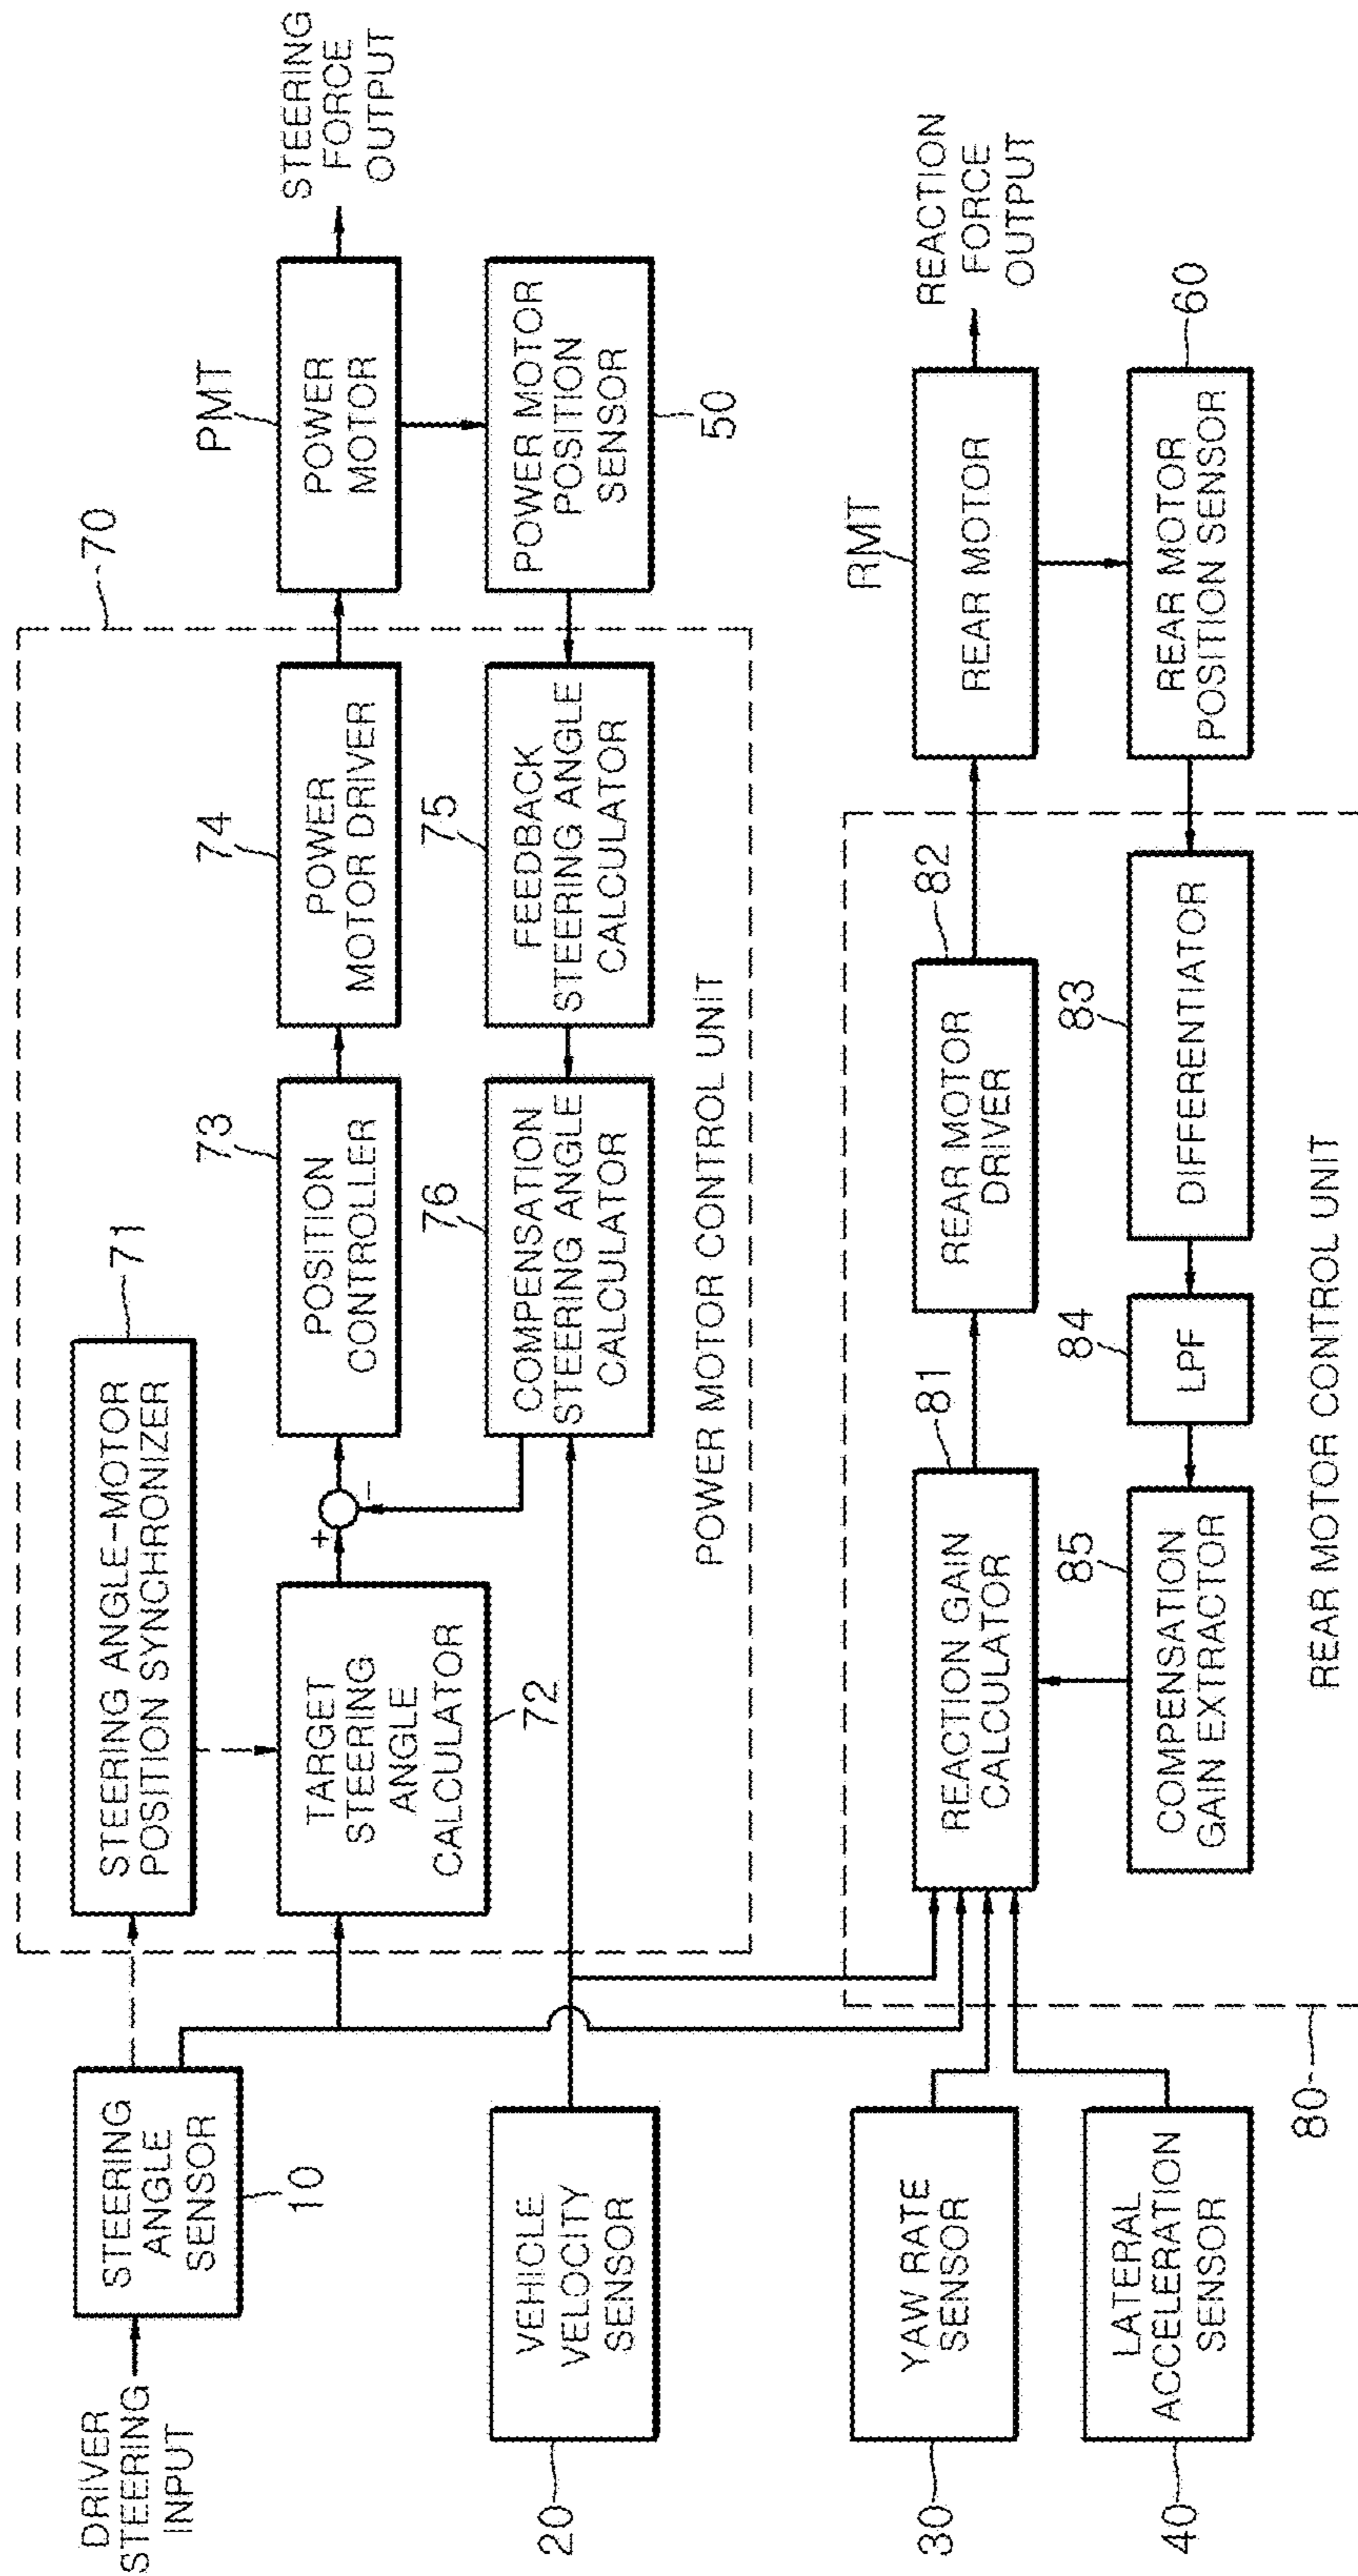 DRIVER
STEERING
INPUT
STEERING
ANGLE
SENSOR
10
VEHICLE
VELOCITY
SENSOR
20
YAW RATE
SENSOR
30
LATERAL
ACCELERATION
SENSOR
40
70
STEERING ANGLE-MOTOR
POSITION SYNCHRONIZER
71
TARGET
STEERING
ANGLE
CALCULATOR
72
+
-
POSITION
CONTROLLER
73
POWER
MOTOR DRIVER
74
POWER
MOTOR
PMT
STEERING
FORCE
OUTPUT
COMPENSATION
STEERING ANGLE
CALCULATOR
76
FEEDBACK
STEERING ANGLE
CALCULATOR
75
POWER MOTOR
POSITION
SENSOR
50
POWER MOTOR CONTROL UNIT
80
REACTION GAIN
CALCULATOR
81
REAR MOTOR
DRIVER
82
REAR MOTOR
RMT
REACTION
FORCE
OUTPUT
COMPENSATION
GAIN EXTRACTOR
85
LPF
84
DIFFERENTIATOR
83
REAR MOTOR
POSITION SENSOR
60
REAR MOTOR CONTROL UNIT